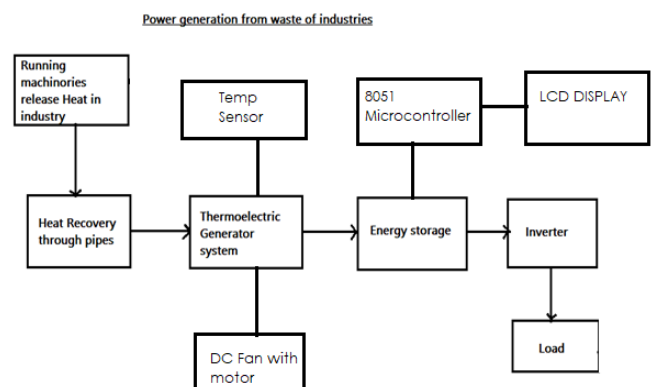 Power generation from waste of industries
Running
machinories
release Heat in
industry
Temp
Sensor
8051
Microcontroller
LCD DISPLAY
Heat Recovery
through pipes
Thermoelectric
Generator
system
Energy storage
Inverter
DC Fan with
motor
Load